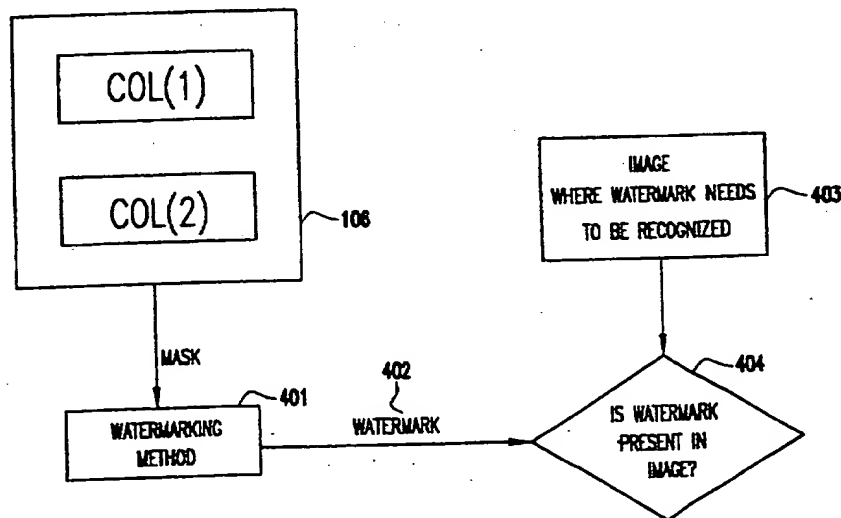 COL(1)
COL(2)
106
MASK
401
WATERMARKING
METHOD
402
WATERMARK
IMAGE
WHERE WATERMARK NEEDS
TO BE RECOGNIZED
403
404
IS WATERMARK
PRESENT IN
IMAGE?